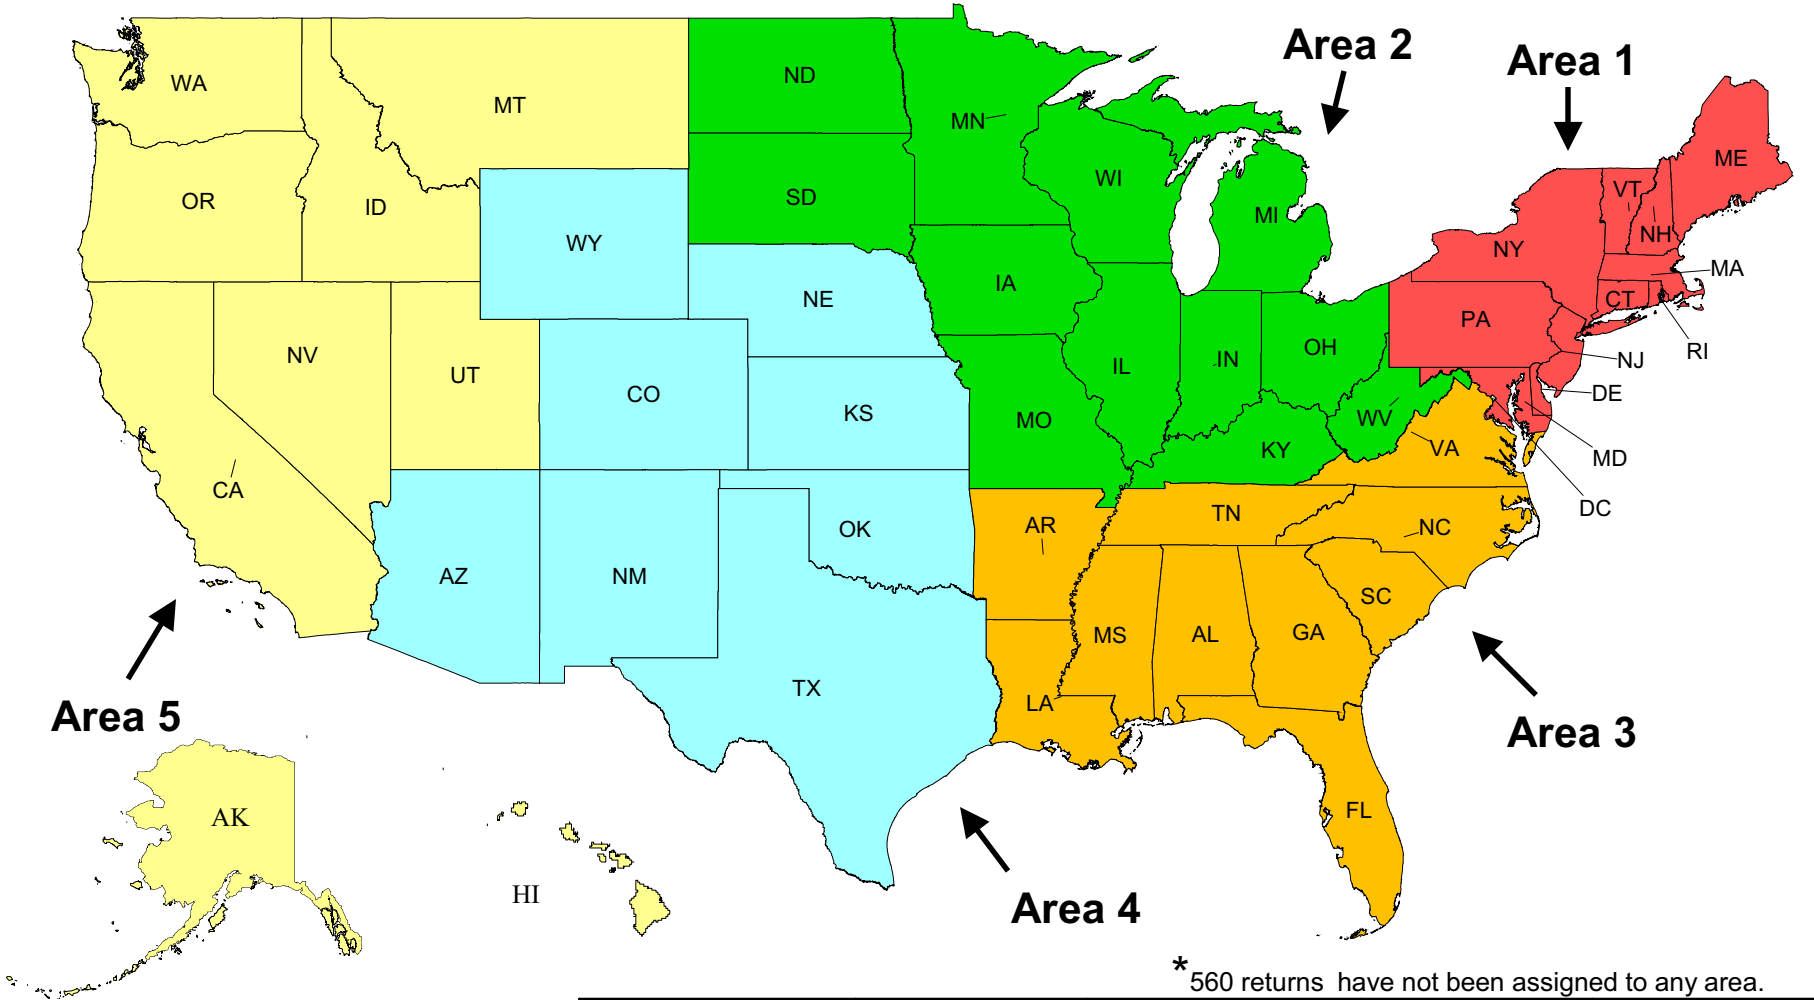 Area 2
Area 1
WA
MT
ND
MN
ME
OR
ID
SD
WI
MI
VT
NH
NY
WY
MA
NE
IA
CT
PA
NV
UT
CO
KS
MO
IL
IN
OH
RI
NJ
DE
WV
KY
VA
MD
CA
DC
OK
AR
TN
NC
AZ
NM
SC
MS
AL
GA
TX
LA
Area 5
Area 3
AK
HI
FL
Area 4
*560 returns have not been assigned to any area.